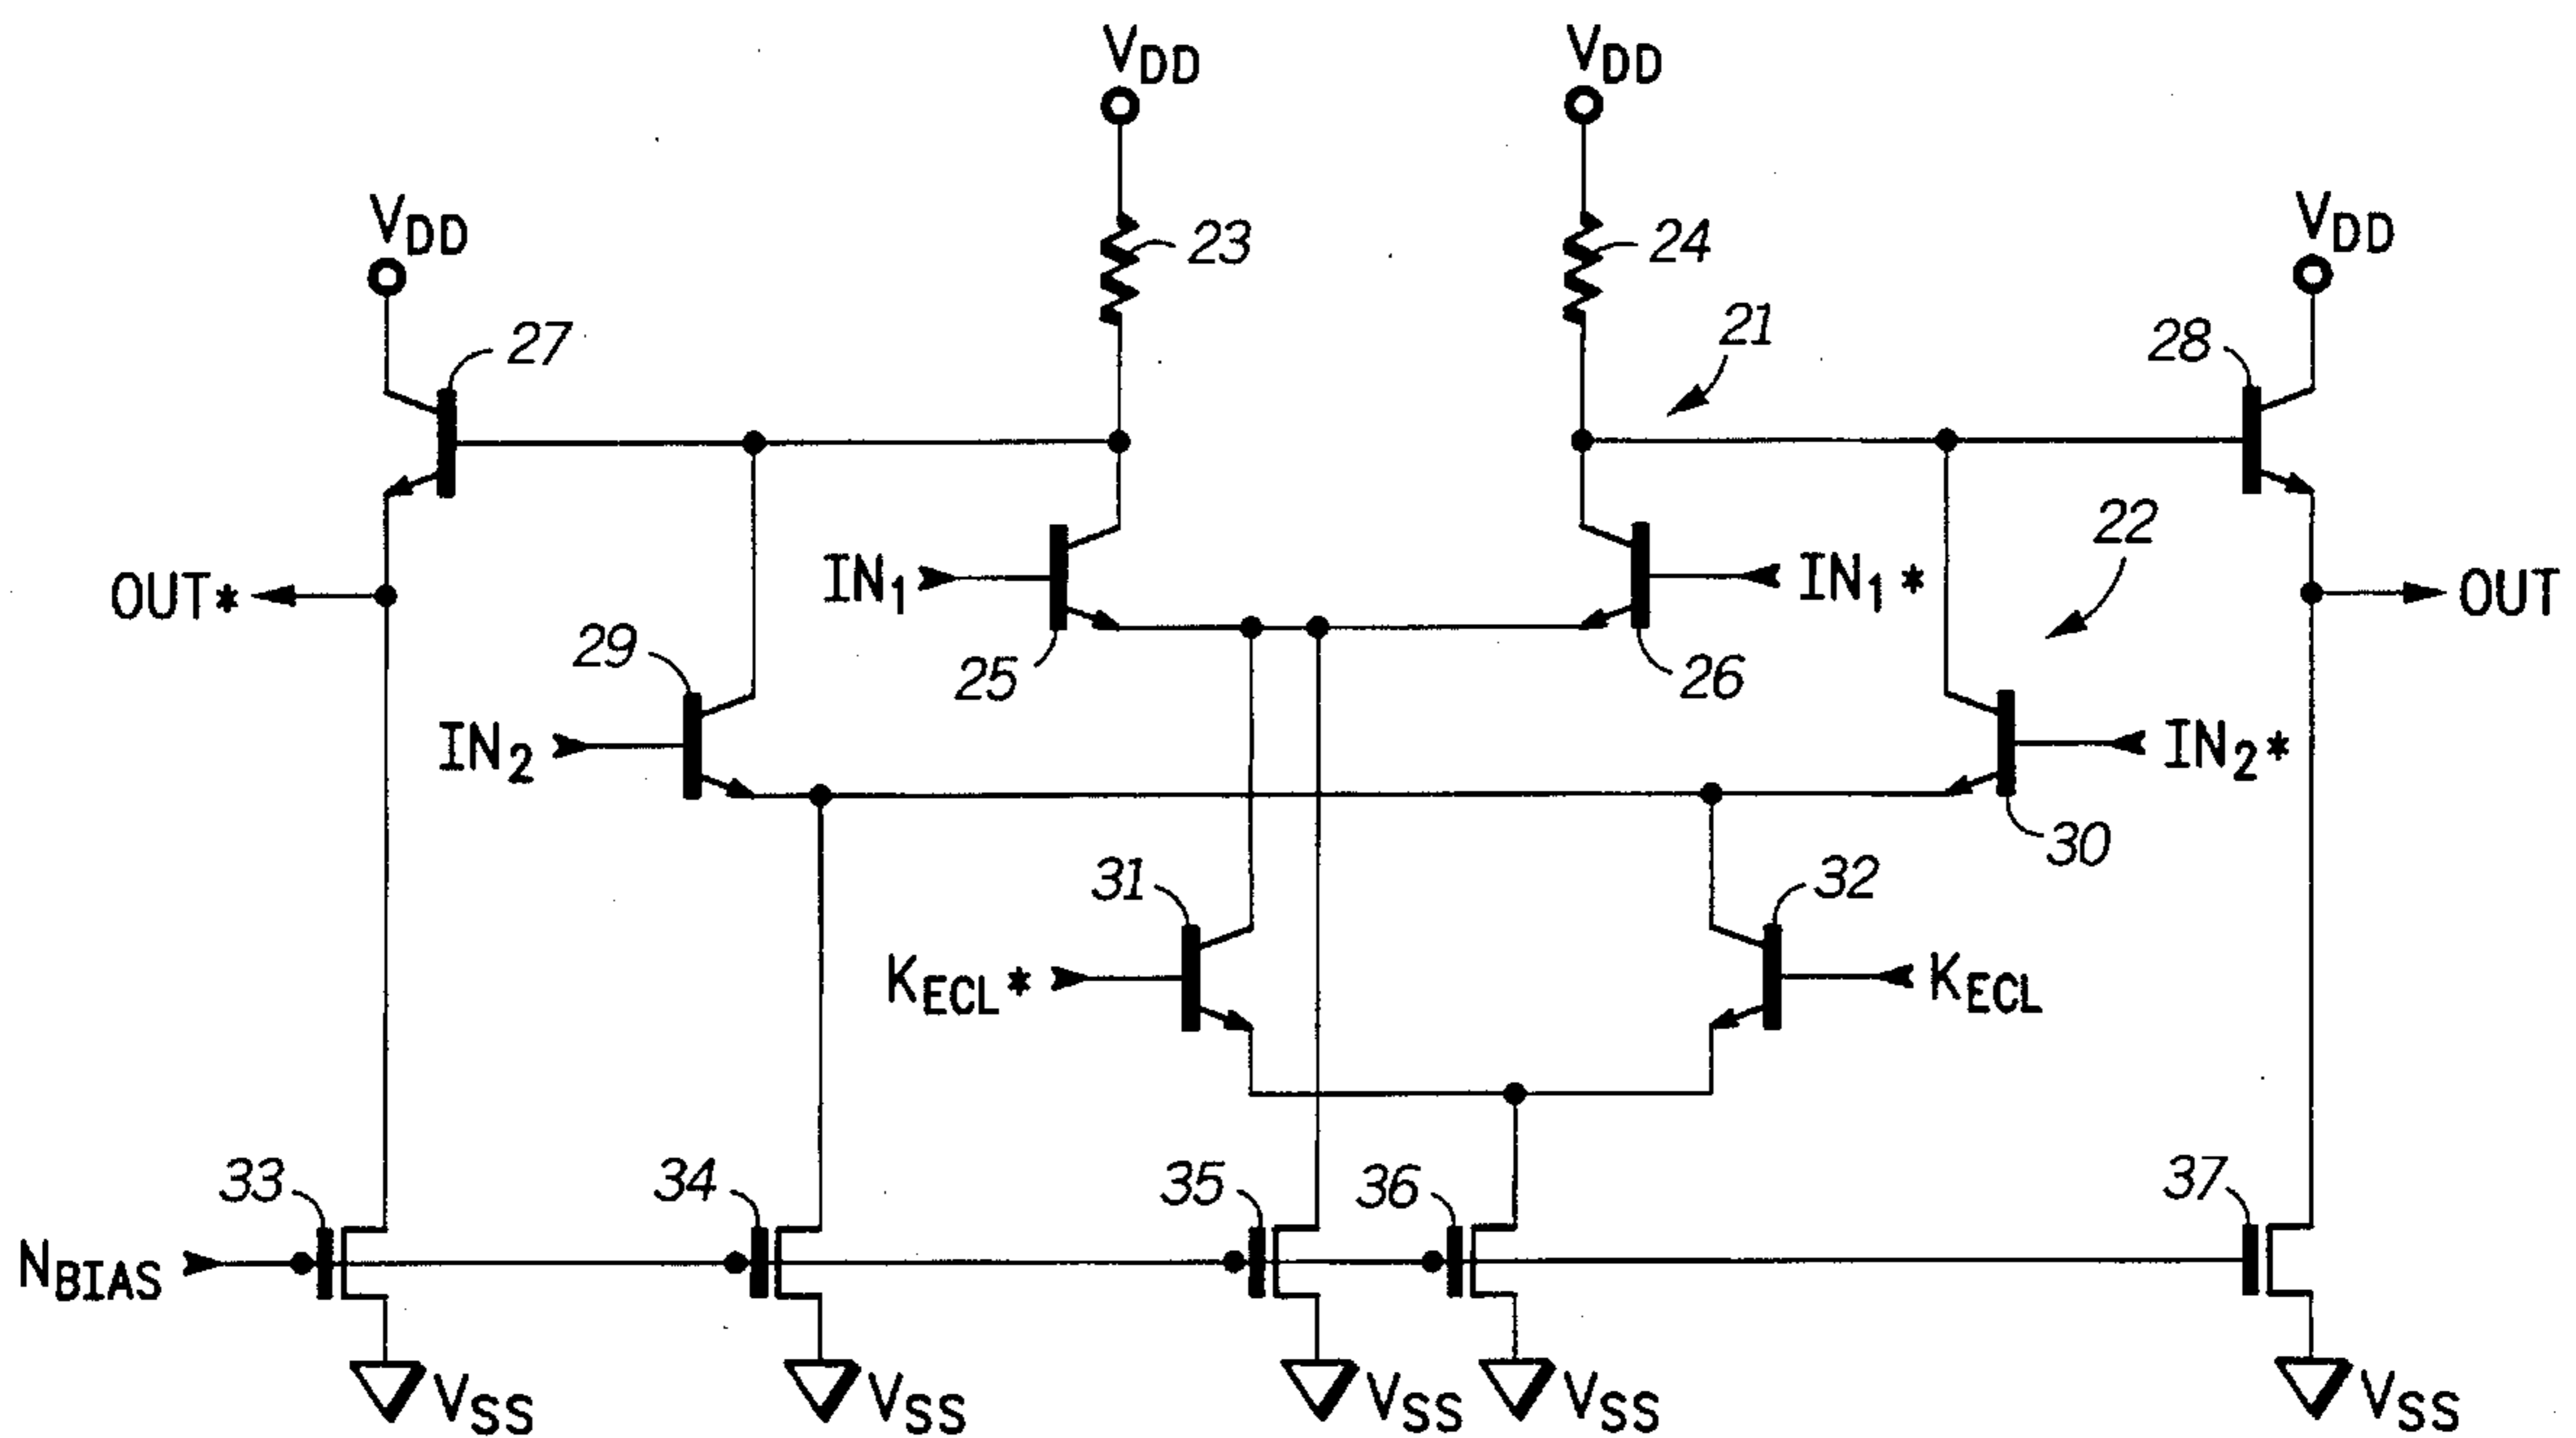 VDD
VDD
VDD
VDD
23
24
21
27
28
22
OUT*
IN1
IN1*
OUT
29
25
26
IN2
IN2*
30
31
32
KECL*
KECL
33
34
35
36
37
NBIAS
VSS
VSS
VSS
VSS
VSS